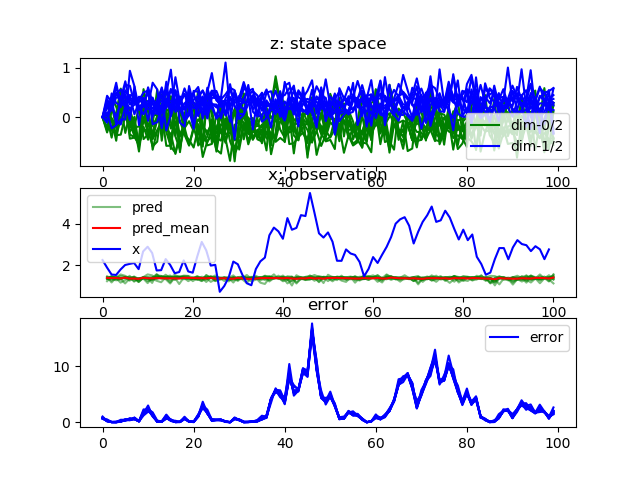 z: state space
1
0
dim-0/2
dim-1/2
0 20 40 60 80 100
x: observation
4
2
pred
pred_mean
x
0 20 40 60 80 100
error
10
0
error
0 20 40 60 80 100